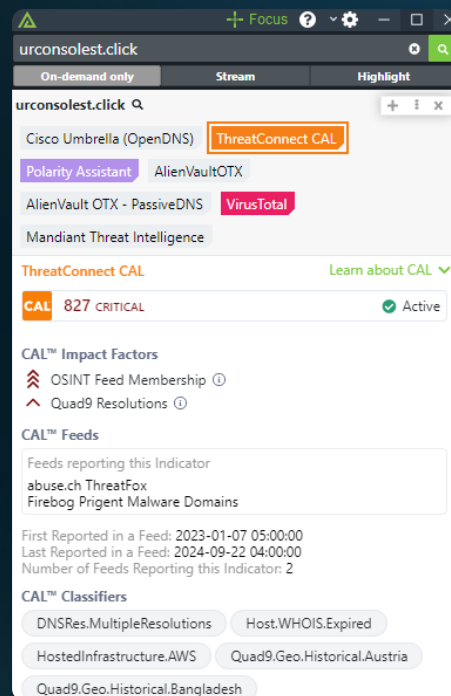 Focus
urconsolest.click
On-demand only Stream Highlight
urconsolest.click
Cisco Umbrella (OpenDNS) ThreatConnect CAL
Polarity Assistant AlienVaultOTX
AlienVault OTX - PassiveDNS VirusTotal
Mandiant Threat Intelligence
ThreatConnect CAL Learn about CAL
CAL 827 CRITICAL Active
CAL™ Impact Factors
OSINT Feed Membership
Quad9 Resolutions
CAL™ Feeds
Feeds reporting this Indicator
abuse.ch ThreatFox
Firebog Prigent Malware Domains
First Reported in a Feed: 2023-01-07 05:00:00
Last Reported in a Feed: 2024-09-22 04:00:00
Number of Feeds Reporting this Indicator: 2
CAL™ Classifiers
DNSRes.MultipleResolutions Host.WHOIS.Expired
HostedInfrastructure.AWS Quad9.Geo.Historical.Austria
Quad9.Geo.Historical.Bangladesh